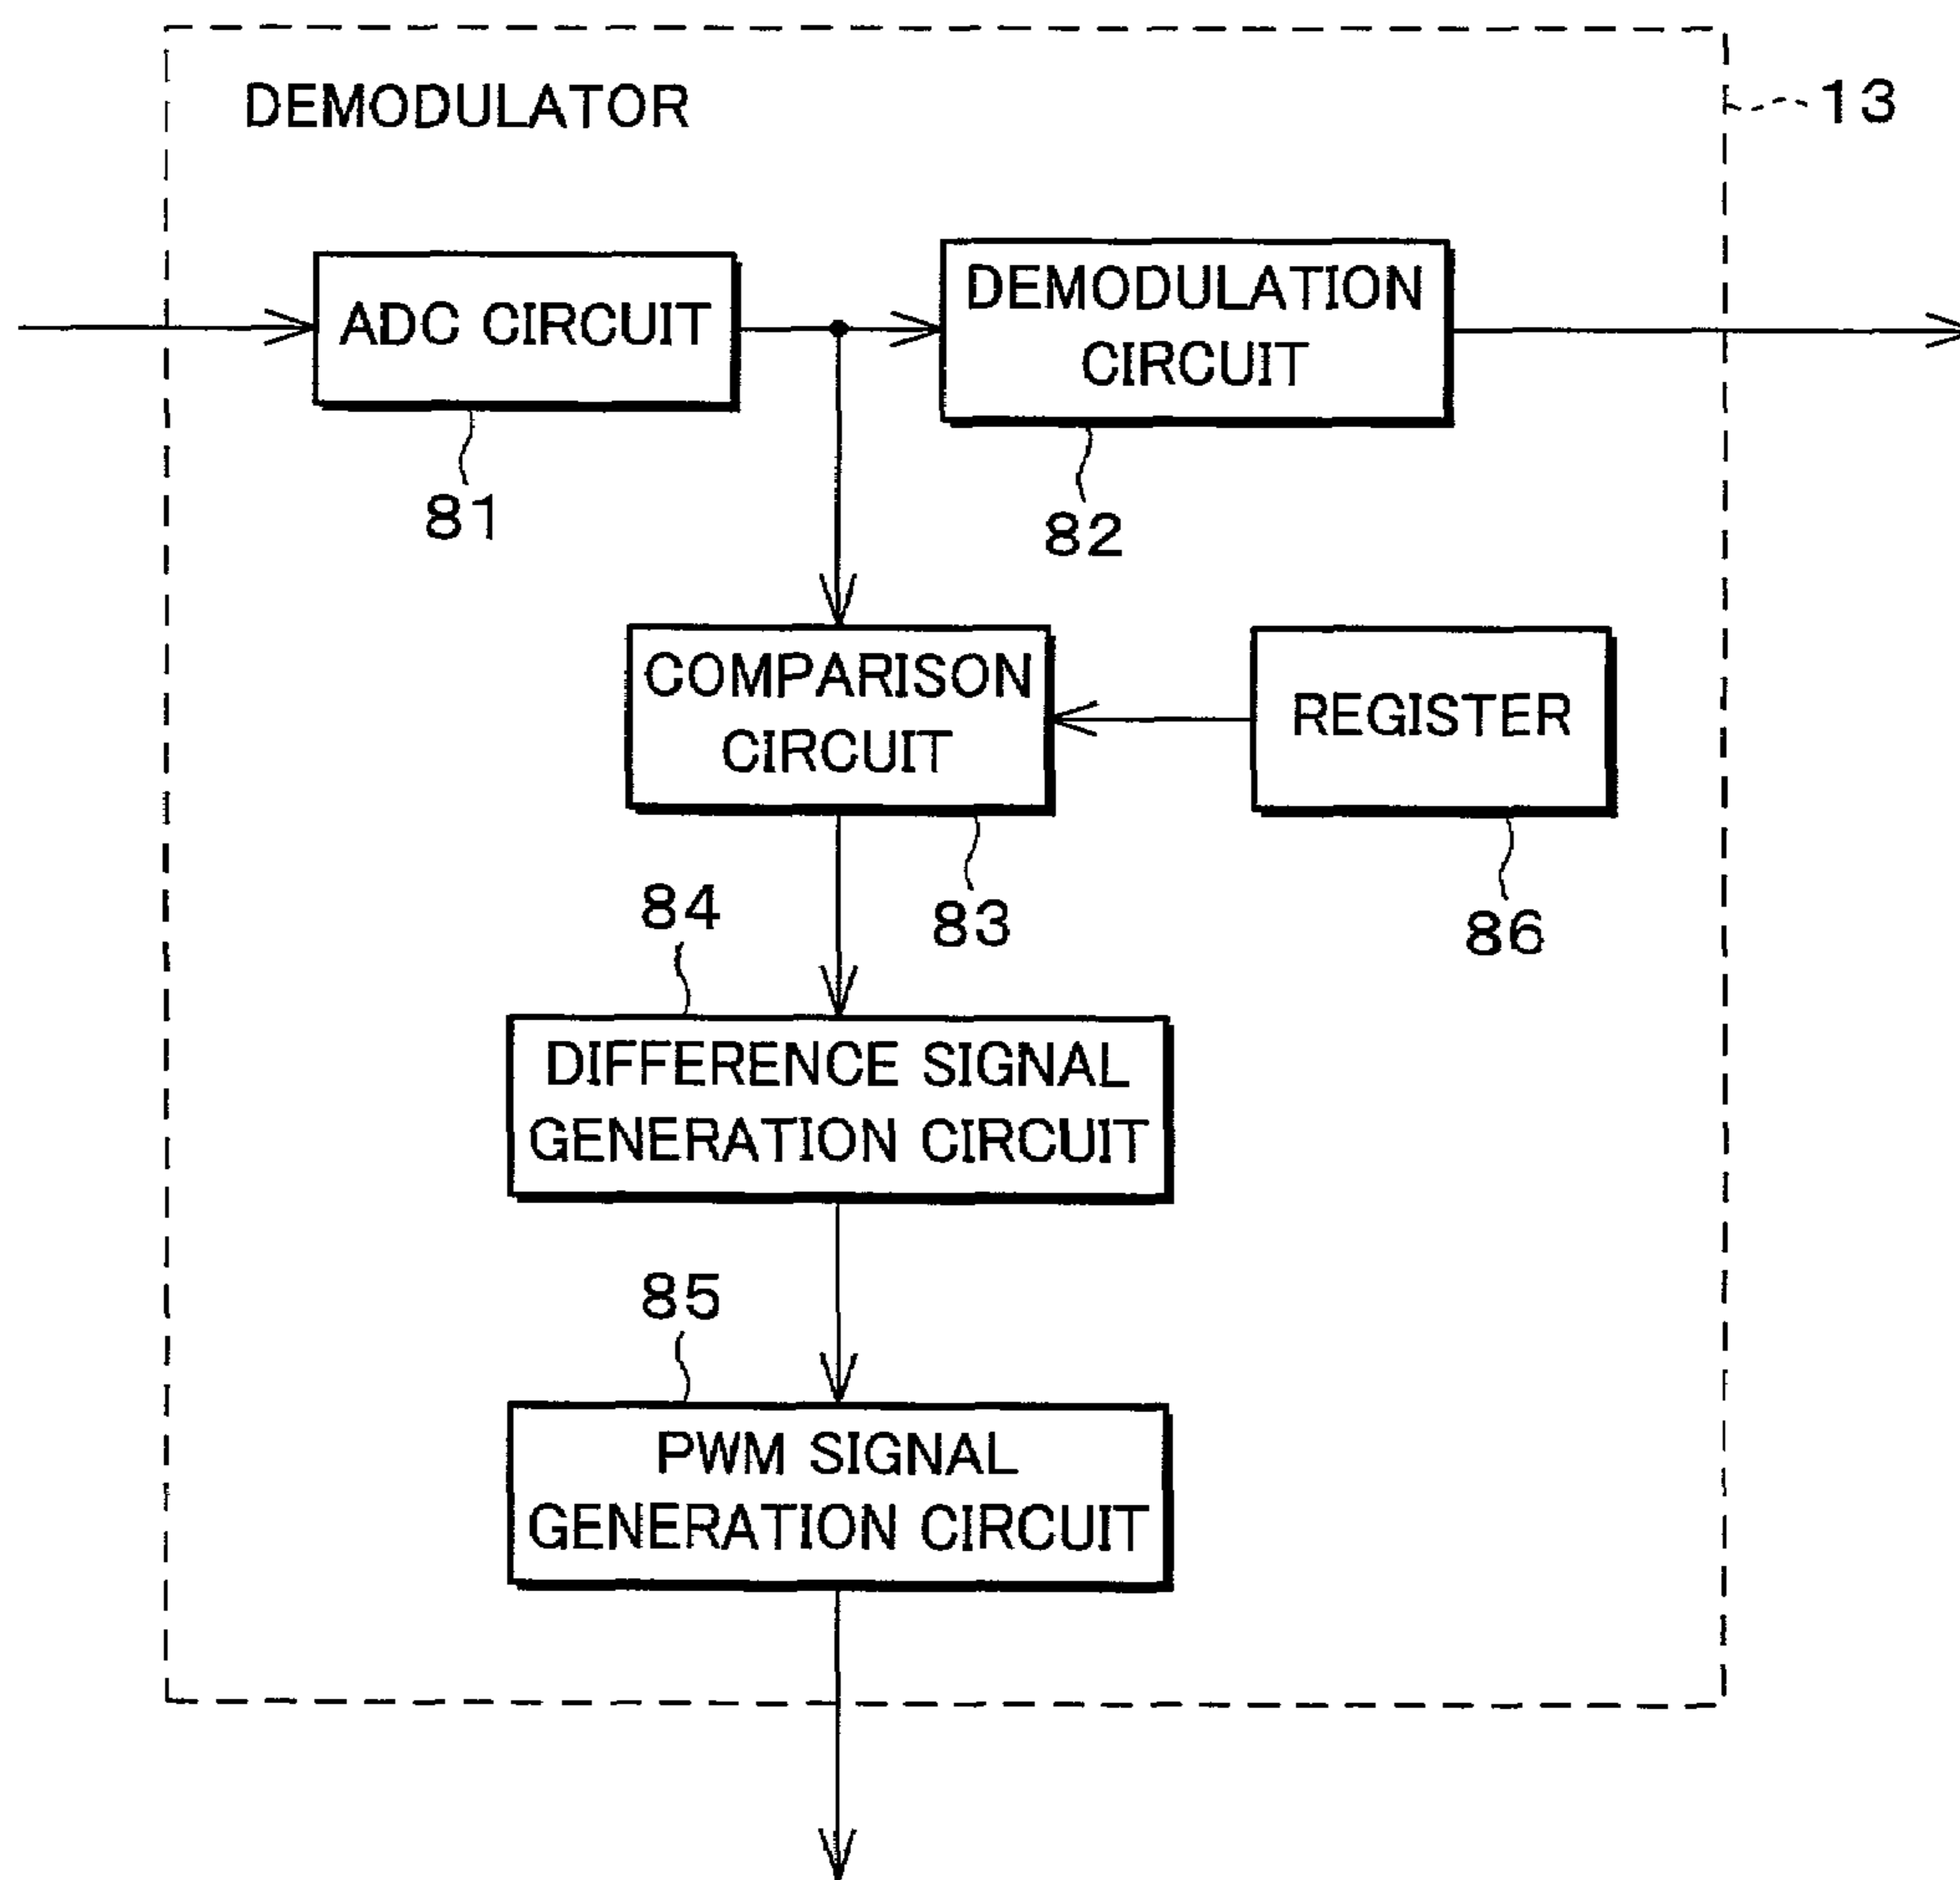 DEMODULATOR
13
ADC CIRCUIT
81
DEMODULATION
CIRCUIT
82
COMPARISON
CIRCUIT
83
REGISTER
86
84
DIFFERENCE SIGNAL
GENERATION CIRCUIT
85
PWM SIGNAL
GENERATION CIRCUIT